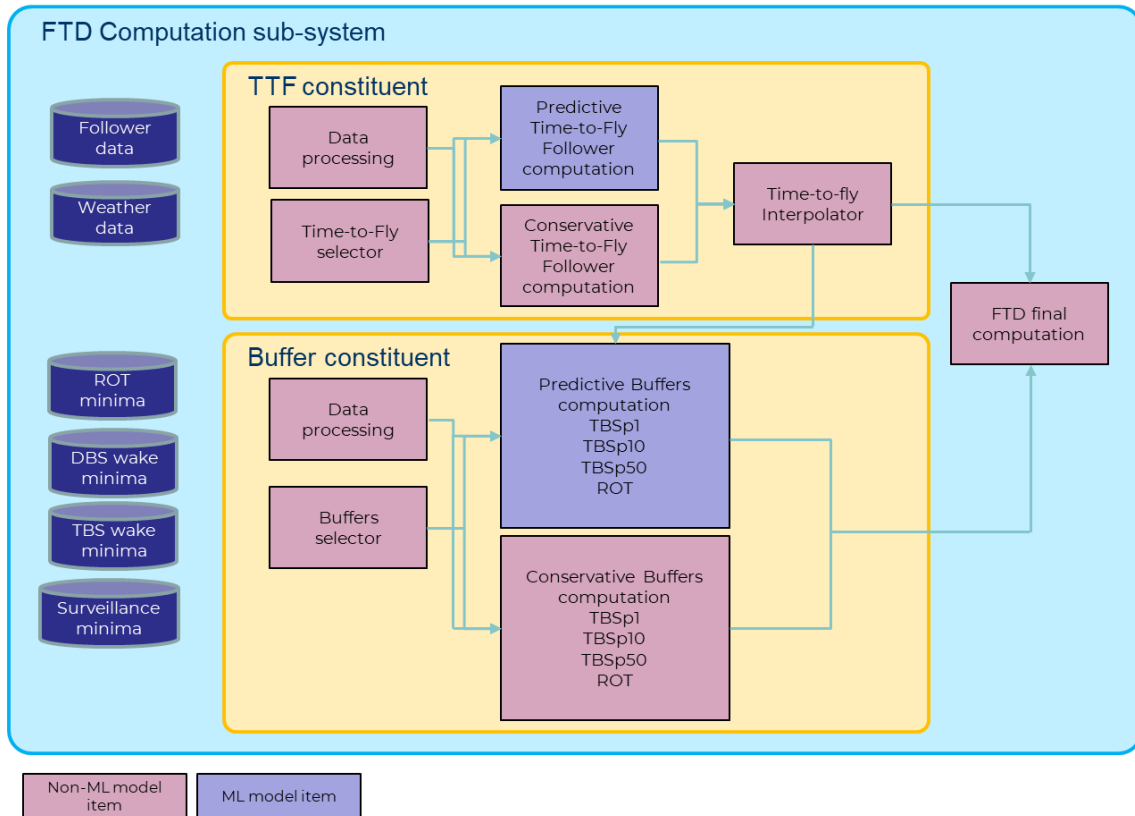 FTD Computation sub-system
TTF constituent
Follower
data
Weather
data
Data
processing
Time-to-Fly
selector
Predictive
Time-to-Fly
Follower
computation
Conservative
Time-to-Fly
Follower
computation
Time-to-fly
Interpolator
FTD final
computation
Buffer constituent
ROT
minima
DBS wake
minima
TBS wake
minima
Surveillance
minima
Data
processing
Buffers
selector
Predictive Buffers
computation
TBSp1
TBSp10
TBSp50
ROT
Conservative Buffers
computation
TBSp1
TBSp10
TBSp50
ROT
Non-ML model
item
ML model item